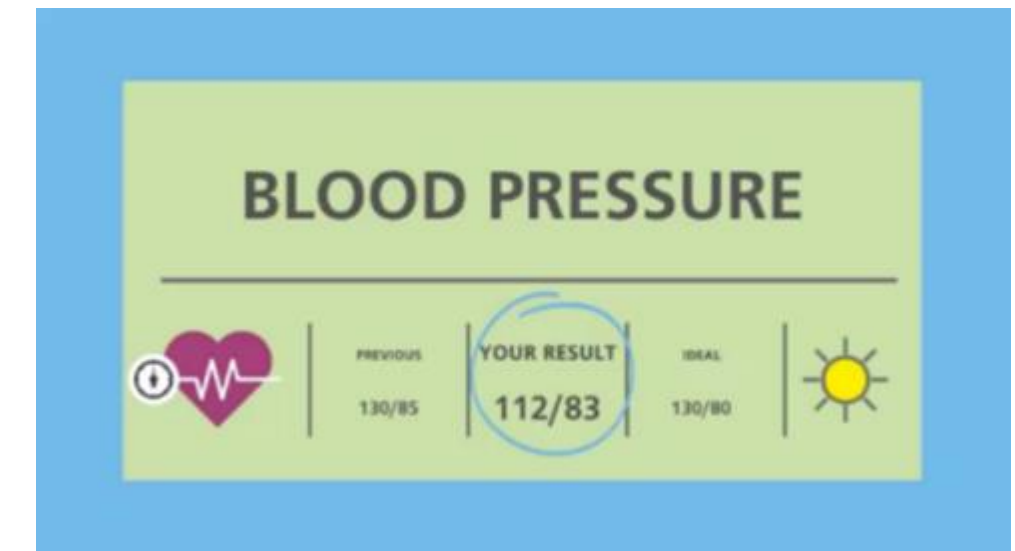 BLOOD PRESSURE
PREVIOUS
130/85
YOUR RESULT
112/83
IDEAL
130/80